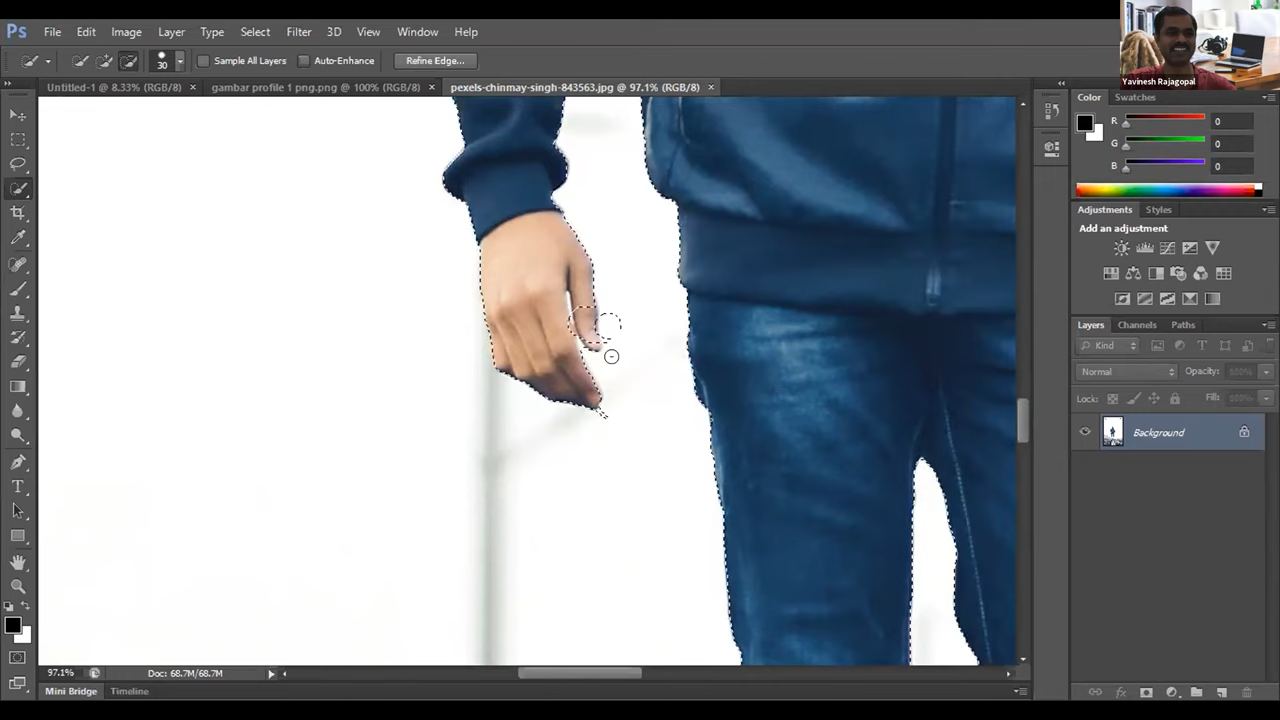 Ps File Edit Image Layer Type Select Filter 3D View Window Help
30 Sample All Layers Auto-Enhance Refine Edge...
Yavinesh Rajagopal
Untitled-1 @ 8.33% (RGB/8) × gambar profile 1 png.png @ 100% (RGB/8) × pexels-chinmay-singh-843563.jpg @ 97.1% (RGB/8) ×
Color Swatches
R 0
G 0
B 0
Adjustments Styles
Add an adjustment
Layers Channels Paths
Kind
Normal Opacity:
Lock: Fill:
Background
T
97.1% Doc: 68.7M/68.7M
Mini Bridge Timeline
fx